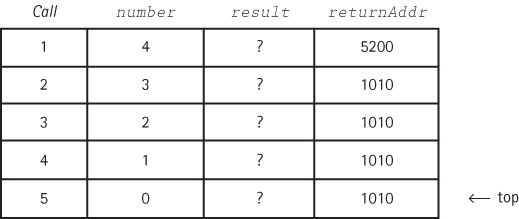 Call number result returnAddr
1 4 ? 5200
2 3 ? 1010
3 2 ? 1010
4 1 ? 1010
5 0 ? 1010 ← top